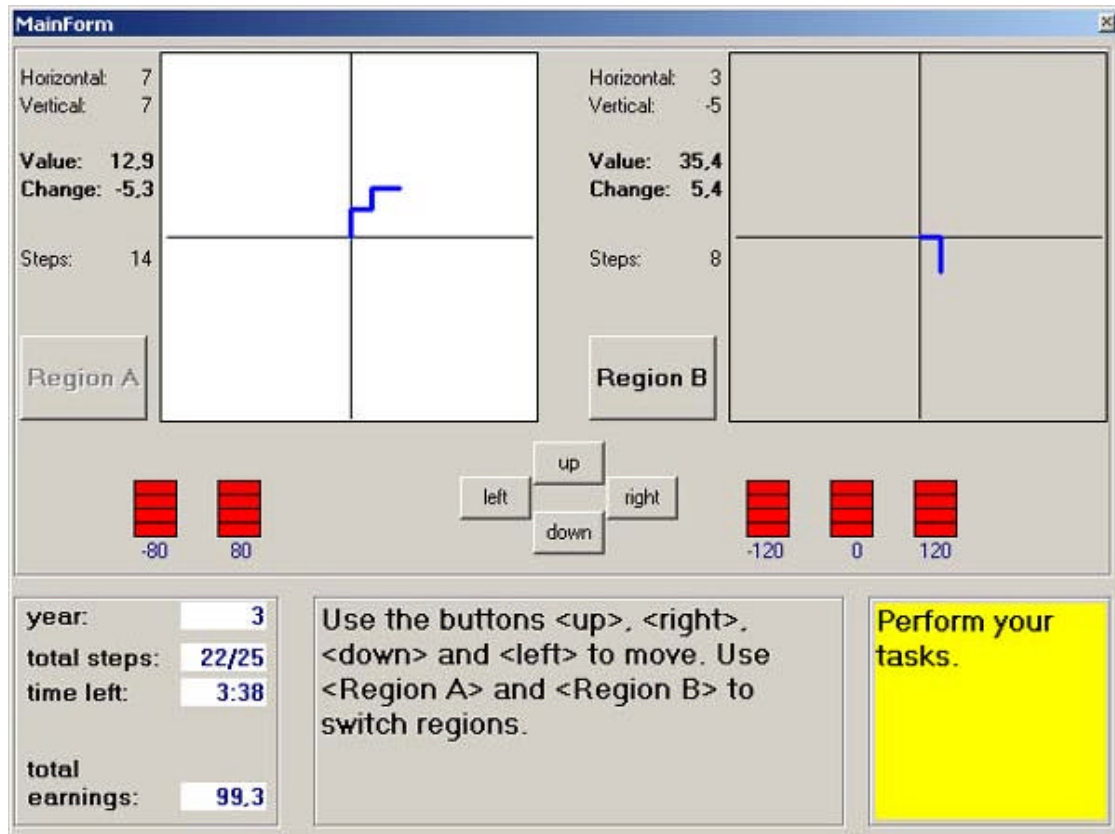 MainForm
Horizontal: 7
Vertical: 7
Value: 12,9
Change: -5,3
Steps: 14
Region A
Horizontal: 3
Vertical: -5
Value: 35,4
Change: 5,4
Steps: 8
Region B
up
left right
down
-80 80
-120 0 120
year: 3
total steps: 22/25
time left: 3:38
total
earnings: 99,3
Use the buttons <up>, <right>,
<down> and <left> to move. Use
<Region A> and <Region B> to
switch regions.
Perform your
tasks.